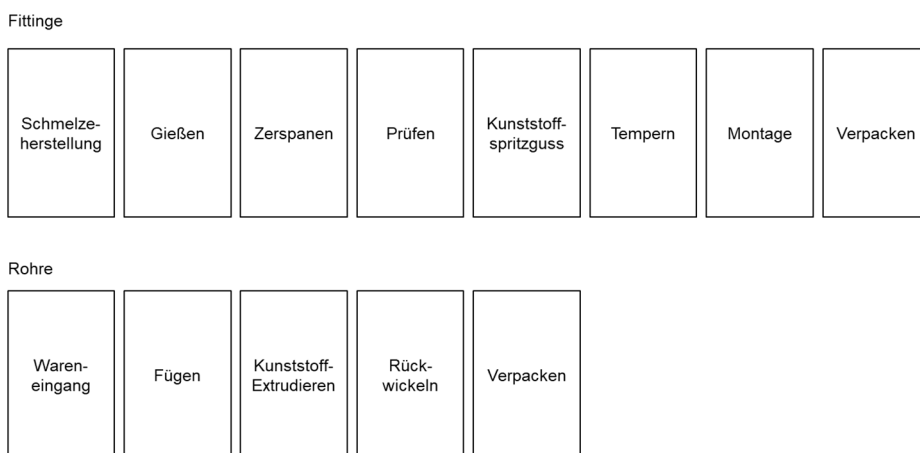 Fittinge
Schmelze-
herstellung
Gießen
Zerspanen
Prüfen
Kunststoff-
spritzguss
Tempern
Montage
Verpacken
Rohre
Waren-
eingang
Fügen
Kunststoff-
Extrudieren
Rück-
wickeln
Verpacken